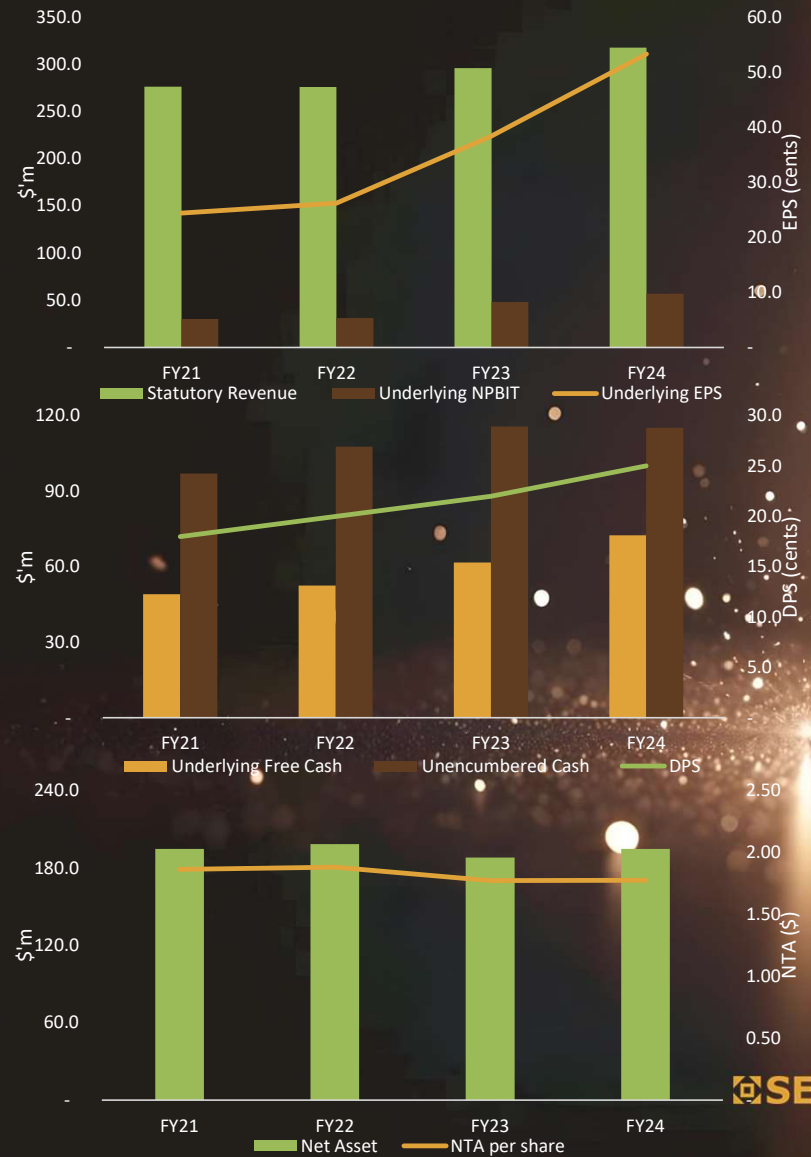 350.0
300.0
250.0
200.0
150.0
100.0
50.0
-
$'m
60.0
50.0
40.0
30.0
20.0
10.0
-
EPS (cents)
FY21 FY22 FY23 FY24
Statutory Revenue Underlying NPBIT Underlying EPS
120.0
90.0
60.0
30.0
-
$'m
30.0
25.0
20.0
15.0
10.0
5.0
-
DPS (cents)
FY21 FY22 FY23 FY24
Underlying Free Cash Unencumbered Cash DPS
240.0
180.0
120.0
60.0
-
$'m
2.50
2.00
1.50
1.00
0.50
-
NTA ($)
FY21 FY22 FY23 FY24
Net Asset NTA per share
SE